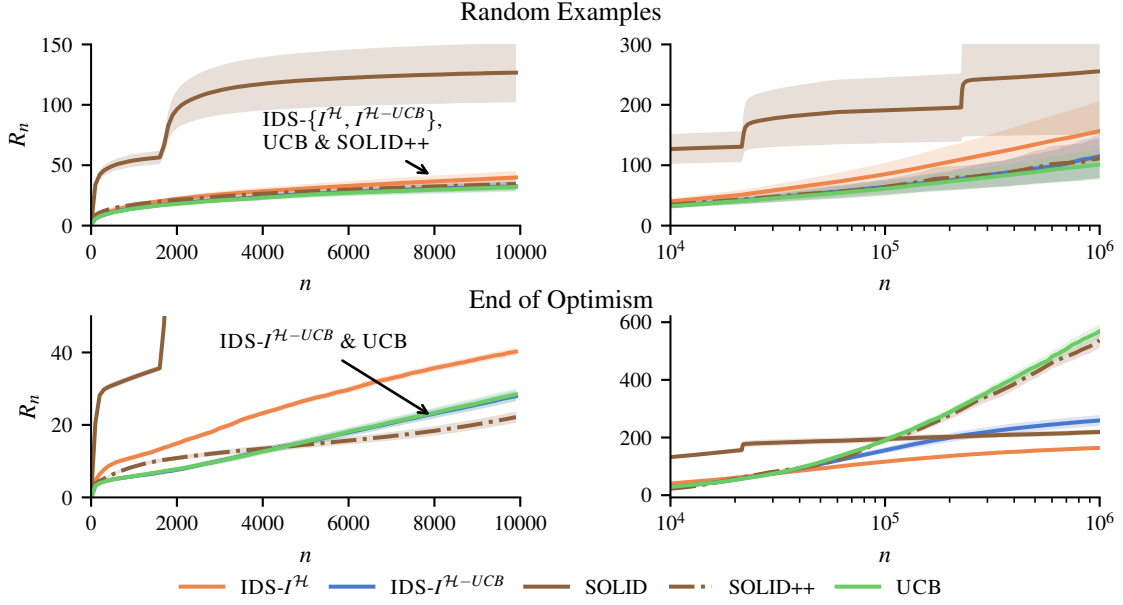 Random Examples
150
100
50
0
R_n
IDS-{I^ℋ, I^{ℋ−UCB}},
UCB & SOLID++
0 2000 4000 6000 8000 10000
n
300
200
100
0
10^4 10^5 10^6
n
End of Optimism
40
20
0
R_n
IDS-I^{ℋ−UCB} & UCB
0 2000 4000 6000 8000 10000
n
600
400
200
0
10^4 10^5 10^6
n
IDS-I^ℋ IDS-I^{ℋ−UCB} SOLID SOLID++ UCB